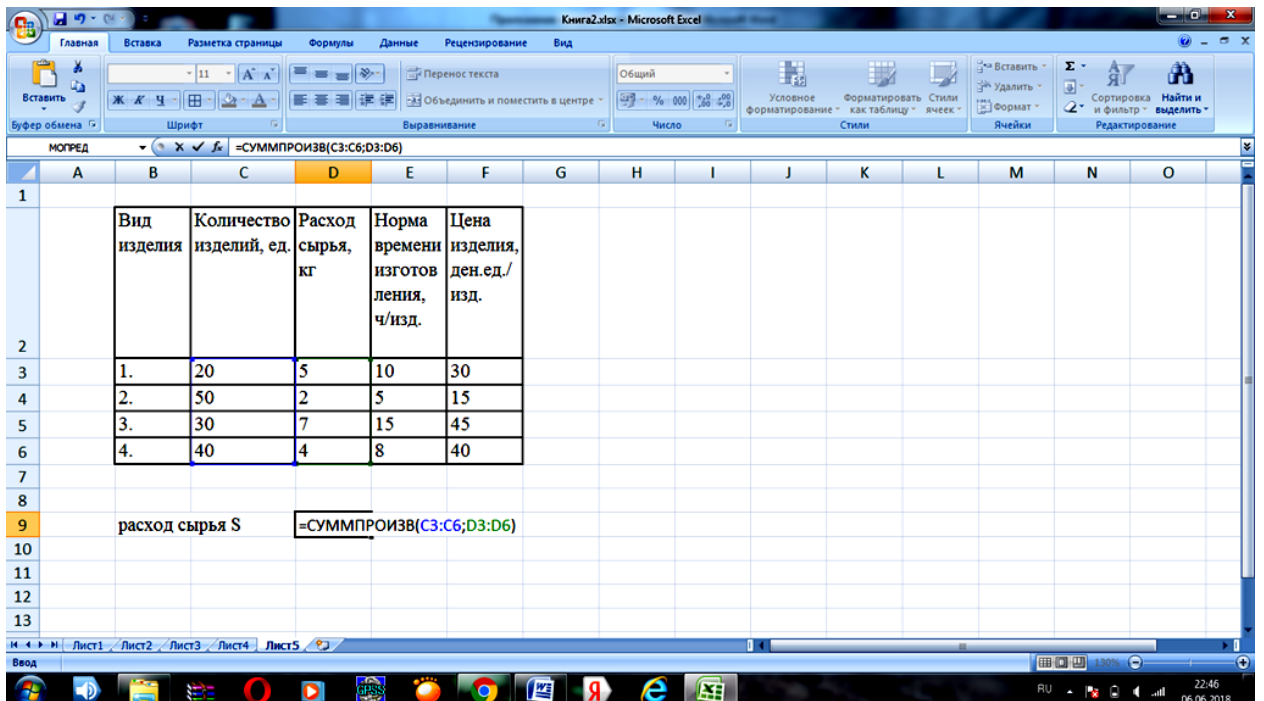 Книга2.xlsx - Microsoft Excel
Главная Вставка Разметка страницы Формулы Данные Рецензирование Вид
Вставить
Буфер обмена
11
Ж К Ч
Шрифт
Перенос текста
Объединить и поместить в центре
Выравнивание
Общий
% 000
Число
Условное форматирование
Форматировать как таблицу
Стили ячеек
Стили
Вставить
Удалить
Формат
Ячейки
Σ
Сортировка и фильтр
Найти и выделить
Редактирование
МОПРЕД fx =СУММПРОИЗВ(C3:C6;D3:D6)
A B C D E F G H I J K L M N O
1
2
Вид изделия
Количество изделий, ед.
Расход сырья, кг
Норма времени изготов ления, ч/изд.
Цена изделия, ден.ед./ изд.
3 1. 20 5 10 30
4 2. 50 2 5 15
5 3. 30 7 15 45
6 4. 40 4 8 40
7
8
9 расход сырья S =СУММПРОИЗВ(C3:C6;D3:D6)
10
11
12
13
Лист1 Лист2 Лист3 Лист4 Лист5
Ввод 130%
GPSS
Я
RU 22:46
06.06.2018